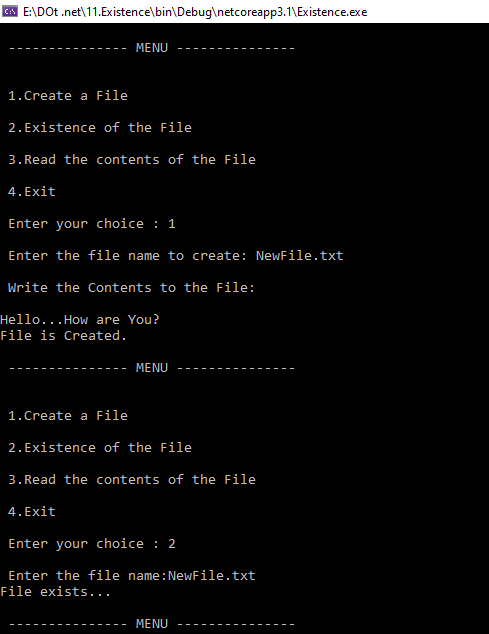 E:\DOt .net\11.Existence\bin\Debug\netcoreapp3.1\Existence.exe
--------------- MENU ---------------
1.Create a File
2.Existence of the File
3.Read the contents of the File
4.Exit
Enter your choice : 1
Enter the file name to create: NewFile.txt
Write the Contents to the File:
Hello...How are You?
File is Created.
--------------- MENU ---------------
1.Create a File
2.Existence of the File
3.Read the contents of the File
4.Exit
Enter your choice : 2
Enter the file name:NewFile.txt
File exists...
--------------- MENU ---------------